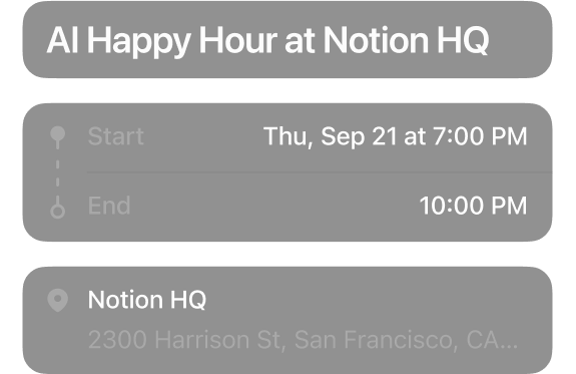 AI Happy Hour at Notion HQ
Start
Thu, Sep 21 at 7:00 PM
End
10:00 PM
Notion HQ
2300 Harrison St, San Francisco, CA...